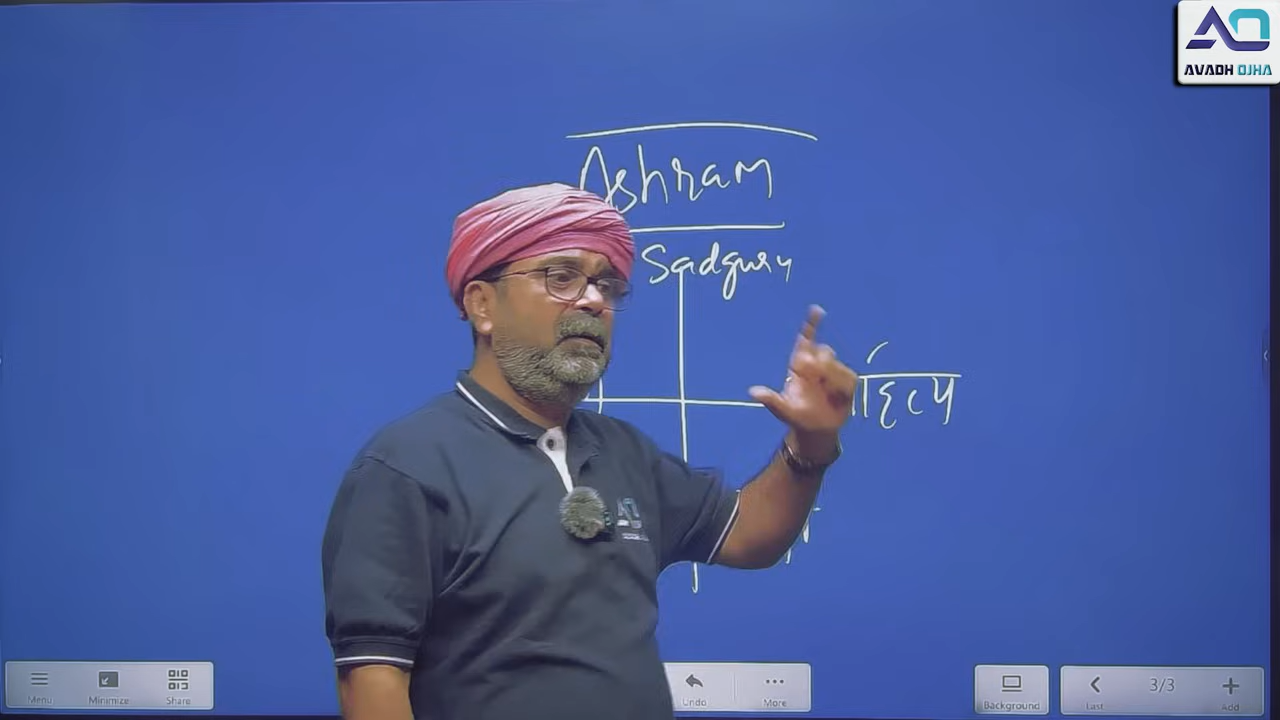 AVADH OJHA
Ashram
Sadguru
Menu
Minimize
Share
Undo
More
Background
Last
3/3
Add